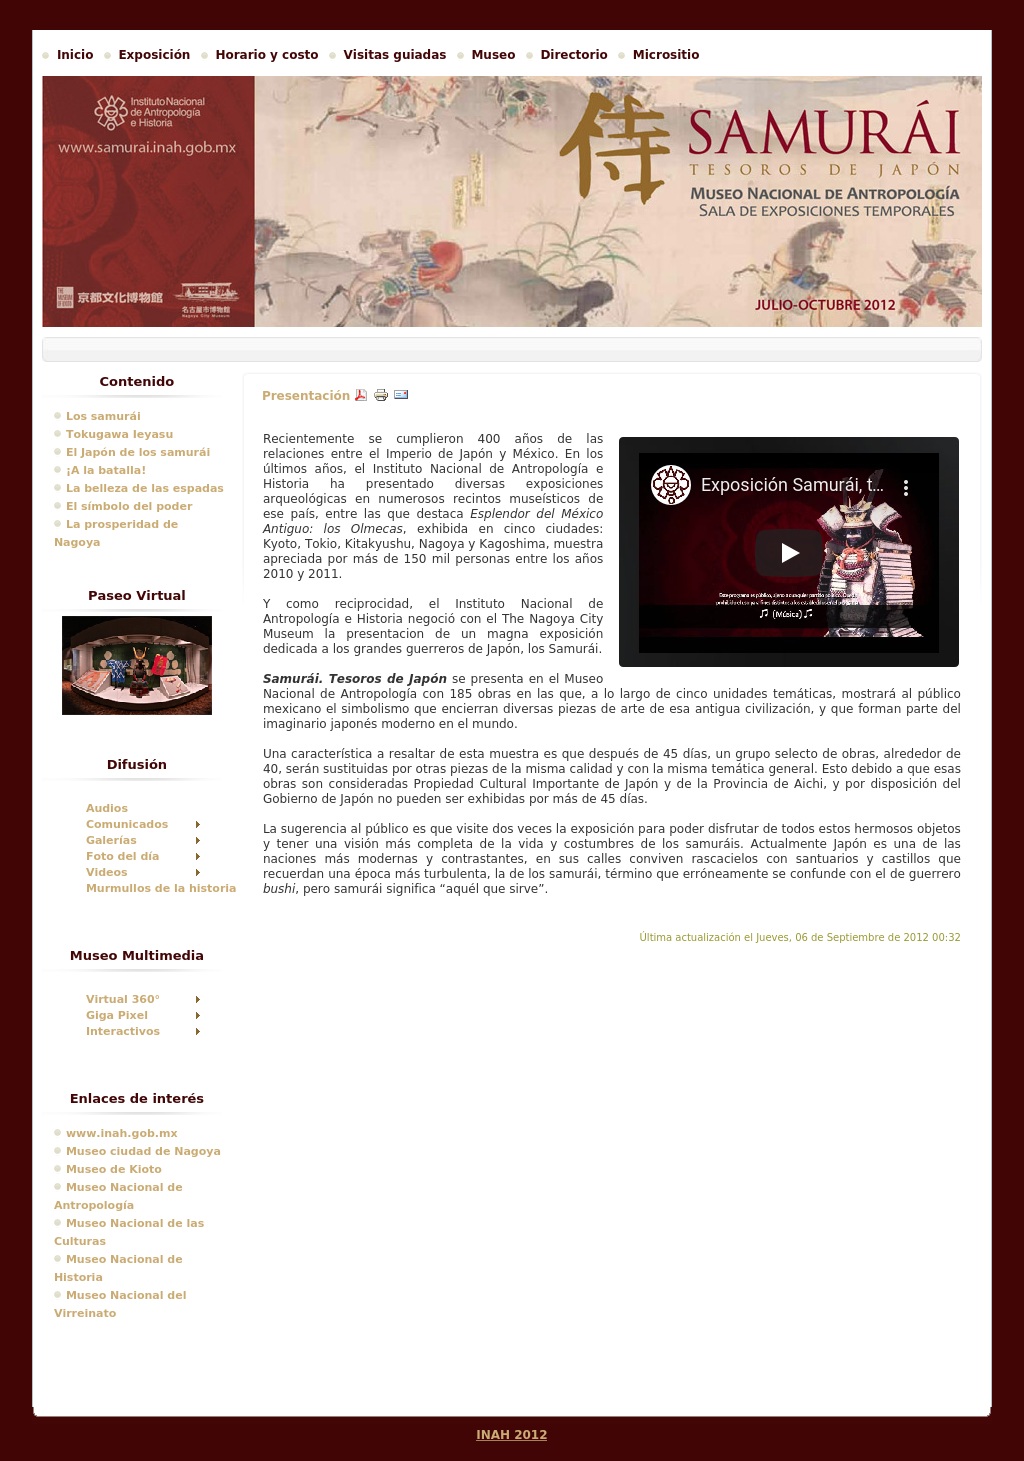 Inicio Exposición Horario y costo Visitas guiadas Museo Directorio Micrositio
Instituto Nacional
de Antropología
e Historia
www.samurai.inah.gob.mx
京都文化博物館
名古屋市博物館
Nagoya City Museum
侍
SAMURÁI
TESOROS DE JAPÓN
MUSEO NACIONAL DE ANTROPOLOGÍA
SALA DE EXPOSICIONES TEMPORALES
JULIO-OCTUBRE 2012
Contenido
Los samurái
Tokugawa Ieyasu
El Japón de los samurái
¡A la batalla!
La belleza de las espadas
El símbolo del poder
La prosperidad de
Nagoya
Paseo Virtual
Difusión
Audios
Comunicados
Galerías
Foto del día
Videos
Murmullos de la historia
Museo Multimedia
Virtual 360°
Giga Pixel
Interactivos
Enlaces de interés
www.inah.gob.mx
Museo ciudad de Nagoya
Museo de Kioto
Museo Nacional de
Antropología
Museo Nacional de las
Culturas
Museo Nacional de
Historia
Museo Nacional del
Virreinato
Presentación
Recientemente se cumplieron 400 años de las
relaciones entre el Imperio de Japón y México. En los
últimos años, el Instituto Nacional de Antropología e
Historia ha presentado diversas exposiciones
arqueológicas en numerosos recintos museísticos de
ese país, entre las que destaca Esplendor del México
Antiguo: los Olmecas, exhibida en cinco ciudades:
Kyoto, Tokio, Kitakyushu, Nagoya y Kagoshima, muestra
apreciada por más de 150 mil personas entre los años
2010 y 2011.
Y como reciprocidad, el Instituto Nacional de
Antropología e Historia negoció con el The Nagoya City
Museum la presentacion de un magna exposición
dedicada a los grandes guerreros de Japón, los Samurái.
Exposición Samurái, t...
(Música)
Samurái. Tesoros de Japón se presenta en el Museo
Nacional de Antropología con 185 obras en las que, a lo largo de cinco unidades temáticas, mostrará al público
mexicano el simbolismo que encierran diversas piezas de arte de esa antigua civilización, y que forman parte del
imaginario japonés moderno en el mundo.
Una característica a resaltar de esta muestra es que después de 45 días, un grupo selecto de obras, alrededor de
40, serán sustituidas por otras piezas de la misma calidad y con la misma temática general. Esto debido a que esas
obras son consideradas Propiedad Cultural Importante de Japón y de la Provincia de Aichi, y por disposición del
Gobierno de Japón no pueden ser exhibidas por más de 45 días.
La sugerencia al público es que visite dos veces la exposición para poder disfrutar de todos estos hermosos objetos
y tener una visión más completa de la vida y costumbres de los samuráis. Actualmente Japón es una de las
naciones más modernas y contrastantes, en sus calles conviven rascacielos con santuarios y castillos que
recuerdan una época más turbulenta, la de los samurái, término que erróneamente se confunde con el de guerrero
bushi, pero samurái significa “aquél que sirve”.
Última actualización el Jueves, 06 de Septiembre de 2012 00:32
INAH 2012